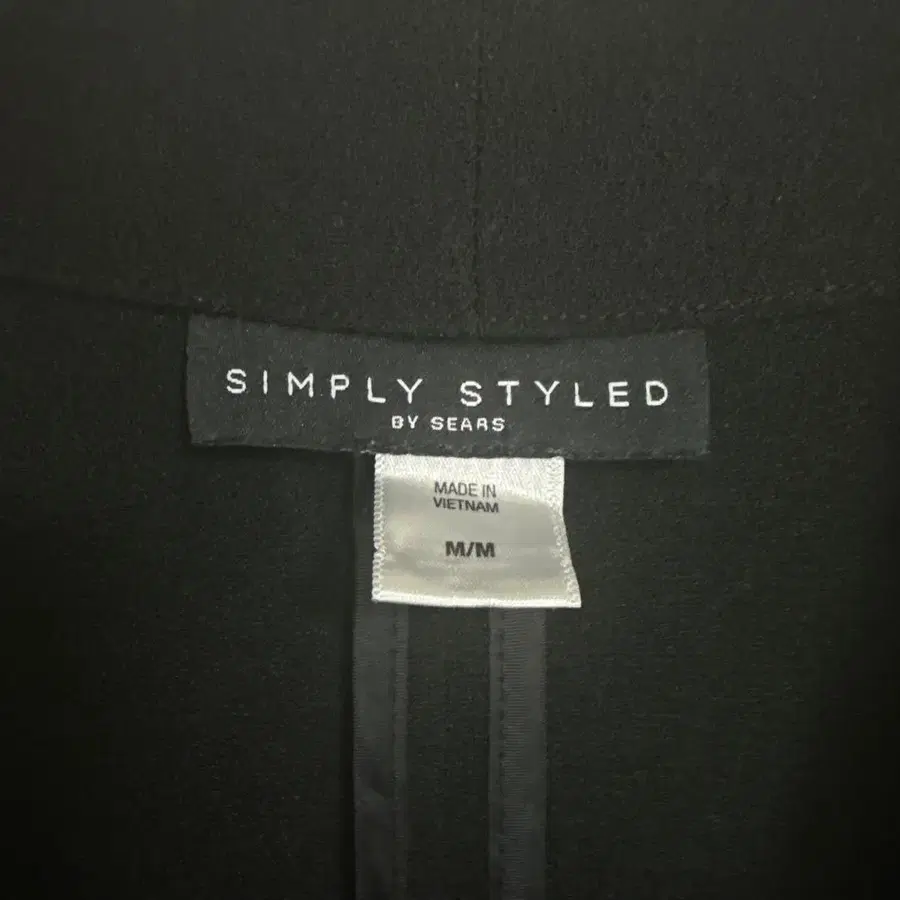 SIMPLY STYLED
BY SEARS
MADE IN
VIETNAM
M/M